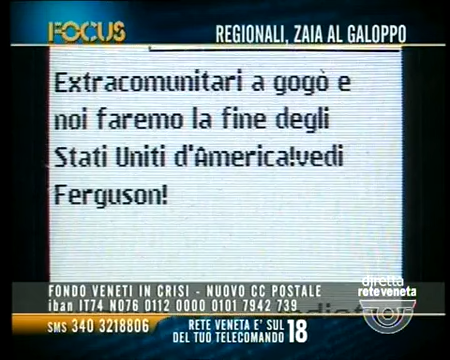 FOCUS
REGIONALI, ZAIA AL GALOPPO
Extracomunitari a gogò e
noi faremo la fine degli
Stati Uniti d'America!vedi
Ferguson!
FONDO VENETI IN CRISI - NUOVO CC POSTALE
iban IT74 N076 0112 0000 0101 7942 739
diretta
reteveneta
SMS 340 3218806
RETE VENETA E' SUL
DEL TUO TELECOMANDO 18